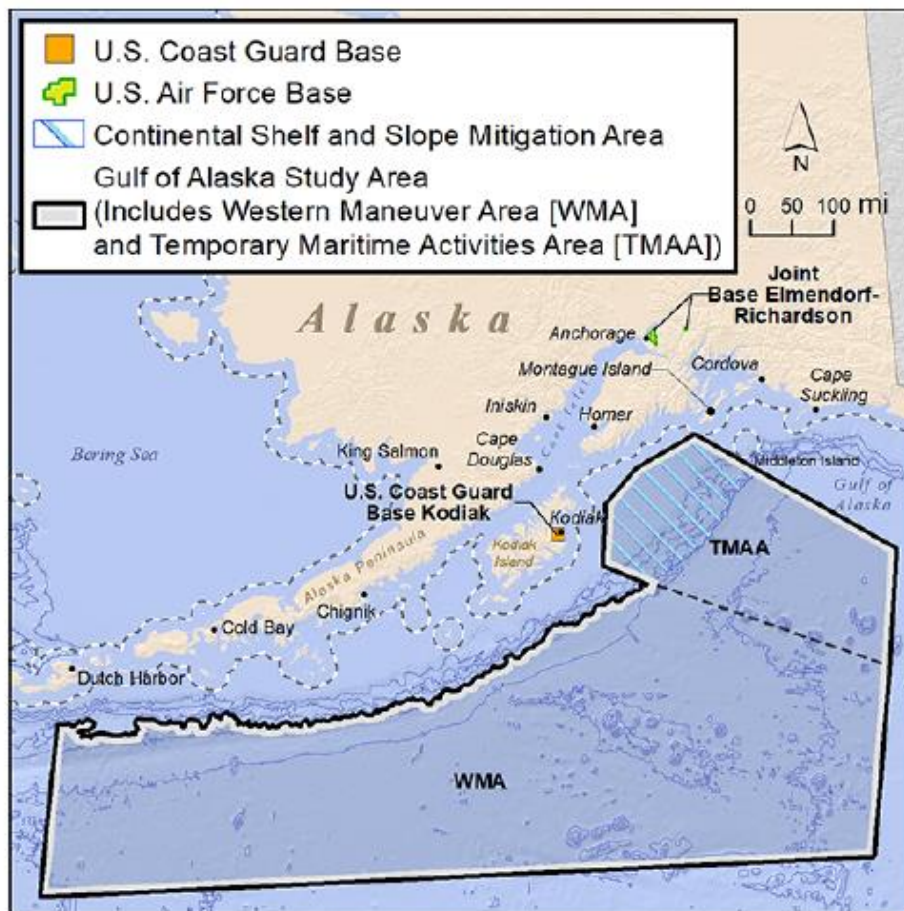 U.S. Coast Guard Base
U.S. Air Force Base
Continental Shelf and Slope Mitigation Area
Gulf of Alaska Study Area
(Includes Western Maneuver Area [WMA]
and Temporary Maritime Activities Area [TMAA])
N
0 50 100 mi
Alaska
Joint
Base Elmendorf-
Richardson
Anchorage
Montague Island
Cordova
Cape
Suckling
Iniskin
Homer
Cook Inlet
Cape
Douglas
King Salmon
Bering Sea
Middleton Island
Gulf of
Alaska
U.S. Coast Guard
Base Kodiak
Kodiak
Kodiak
Island
TMAA
Alaska Peninsula
Chignik
Cold Bay
Dutch Harbor
WMA